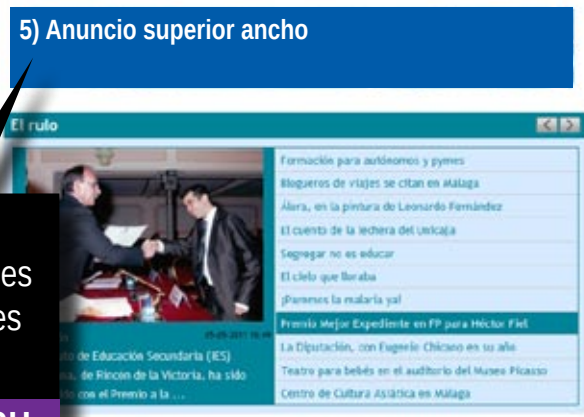 5) Anuncio superior ancho
El rulo
Formación para autónomos y pymes
Blogueros de viajes se citan en Málaga
Álora, en la pintura de Leonardo Fernández
El cuento de la lechera del Unicaja
Segregar no es educar
El cielo que lloraba
¡Paremos la malaria ya!
Premio Mejor Expediente en FP para Héctor Fiel
La Diputación, con Eugenio Chicano en su año
Teatro para bebés en el auditorio del Museo Picasso
Centro de Cultura Asiática en Málaga
es
es
de Educación Secundaria (IES)
, de Rincon de la Victoria, ha sido
con el Premio a la ...